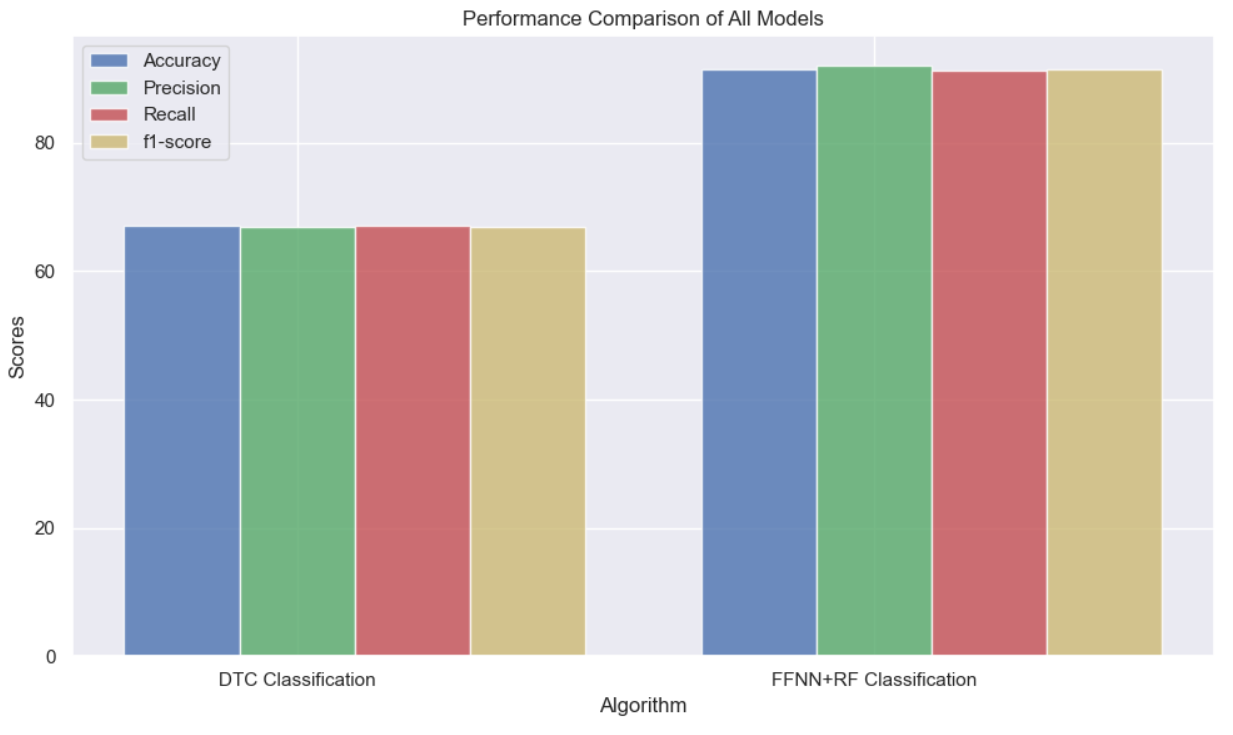 Performance Comparison of All Models
Accuracy
Precision
Recall
f1-score
80
60
40
20
0
Scores
DTC Classification
FFNN+RF Classification
Algorithm